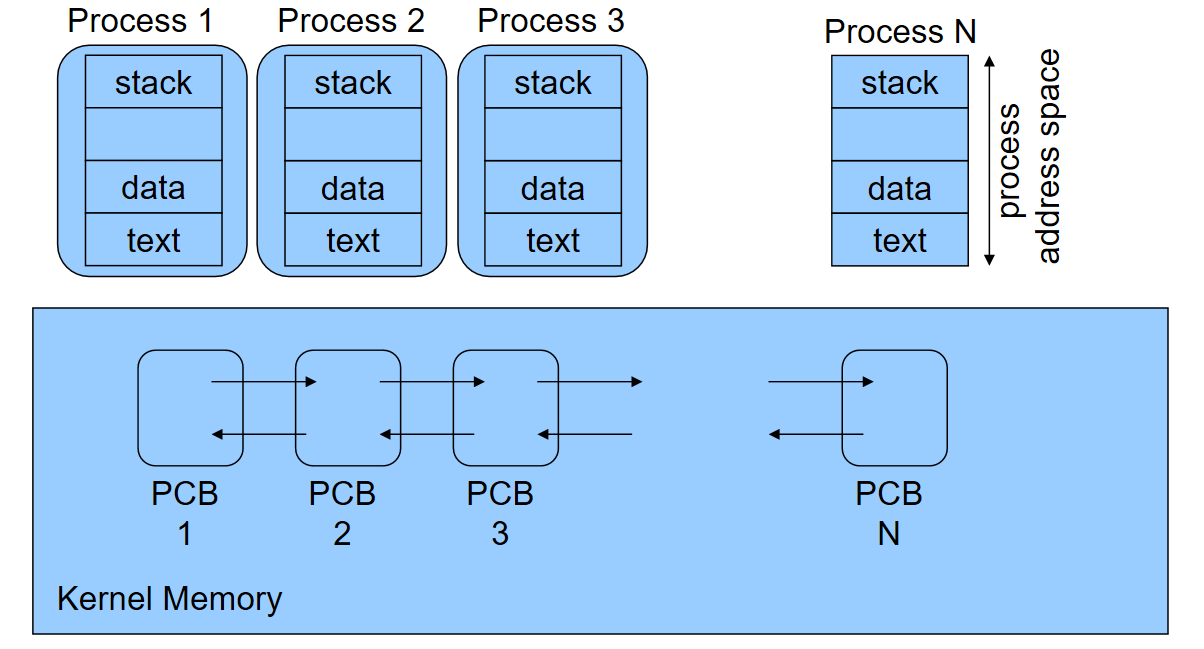 Process 1
Process 2
Process 3
Process N
stack
stack
stack
stack
data
data
data
data
text
text
text
text
process
address space
PCB
1
PCB
2
PCB
3
PCB
N
Kernel Memory